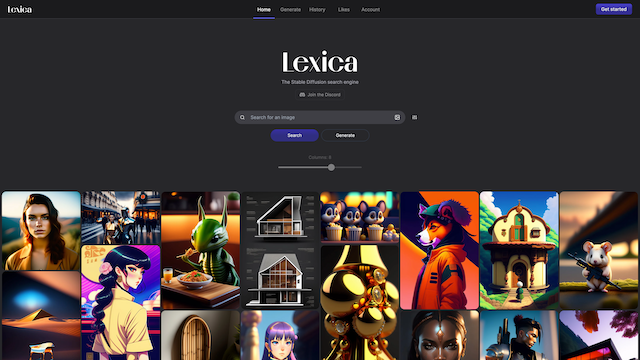 Lexica
Home Generate History Likes Account
Get started
Lexica
The Stable Diffusion search engine
Join the Discord
Search for an image
Search Generate
Columns: 8